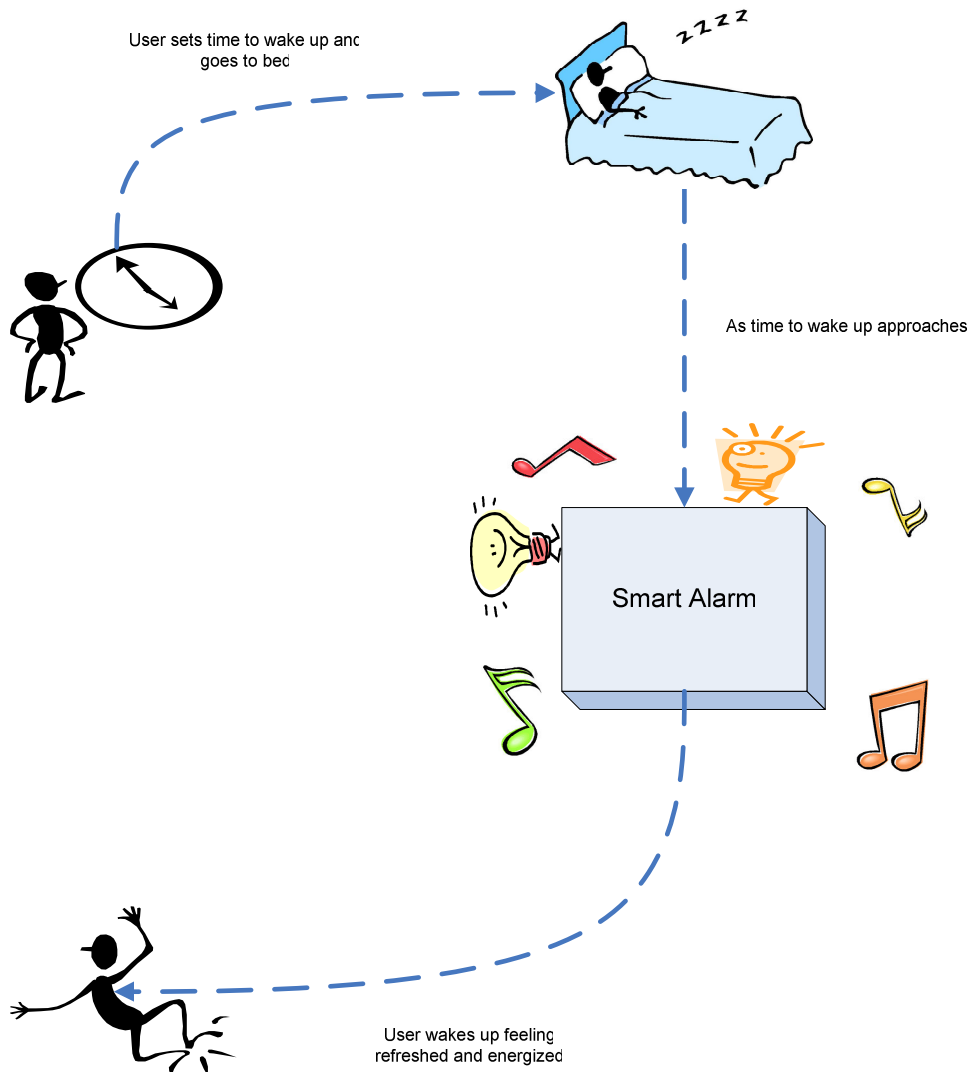 User sets time to wake up and
goes to bed
z z z z
As time to wake up approaches
Smart Alarm
User wakes up feeling
refreshed and energized